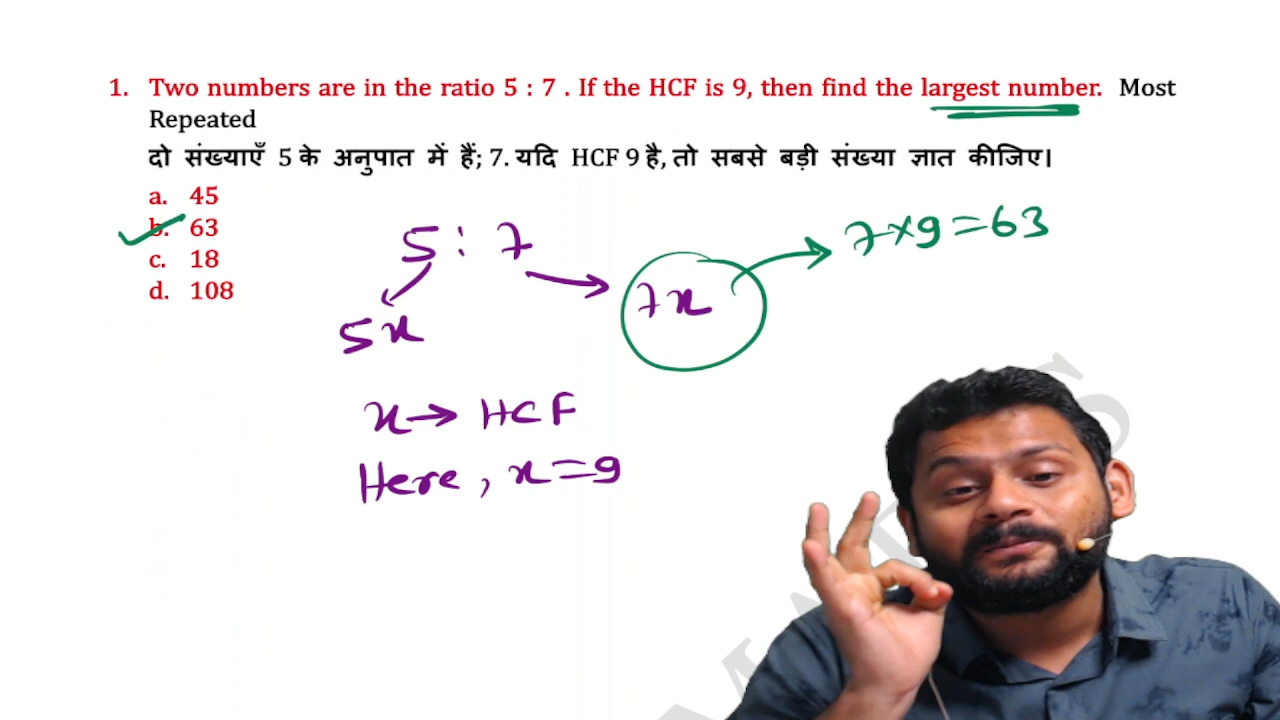 1. Two numbers are in the ratio 5 : 7 . If the HCF is 9, then find the largest number. Most
Repeated
दो संख्याएँ 5 के अनुपात में हैं; 7. यदि HCF 9 है, तो सबसे बड़ी संख्या ज्ञात कीजिए।
a. 45
b. 63
c. 18
d. 108
5 : 7
7x
7×9=63
5x
x→ HCF
Here, x=9